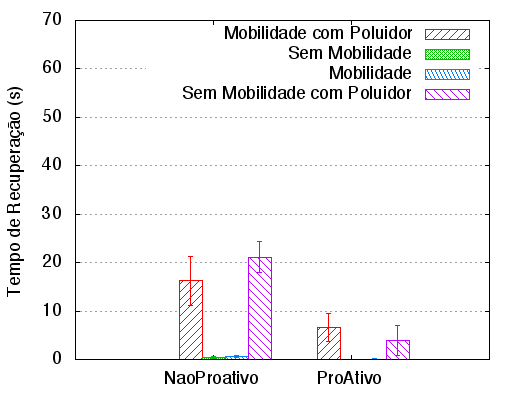 70
60
50
40
30
20
10
0
Tempo de Recuperação (s)
Mobilidade com Poluidor
Sem Mobilidade
Mobilidade
Sem Mobilidade com Poluidor
NaoProativo
ProAtivo